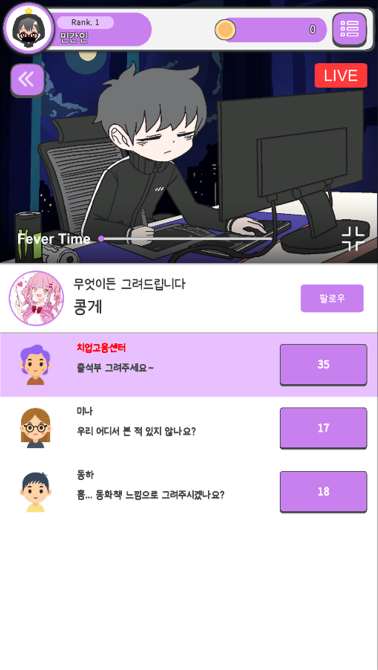 Rank. 1
민간인
0
LIVE
Fever Time
무엇이든 그려드립니다
콩게
팔로우
치업고움션터
출석부 그려주세요~
35
미나
우리 어디서 본 적 있지 않나요?
17
동하
흠... 동화책 느낌으로 그려주시겠나요?
18